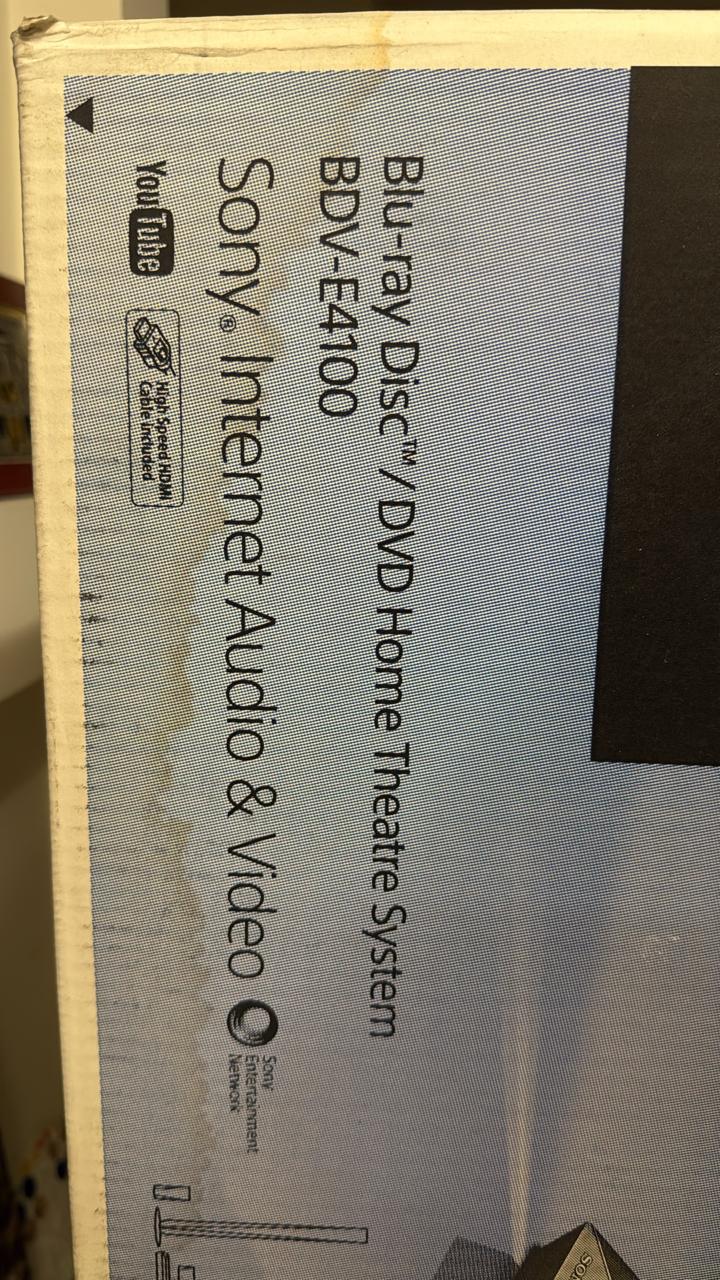 Blu-ray Disc™ / DVD Home Theatre System
BDV-E4100
Sony® Internet Audio & Video
Sony
Entertainment
Network
YouTube
High Speed HDMI
Cable Included